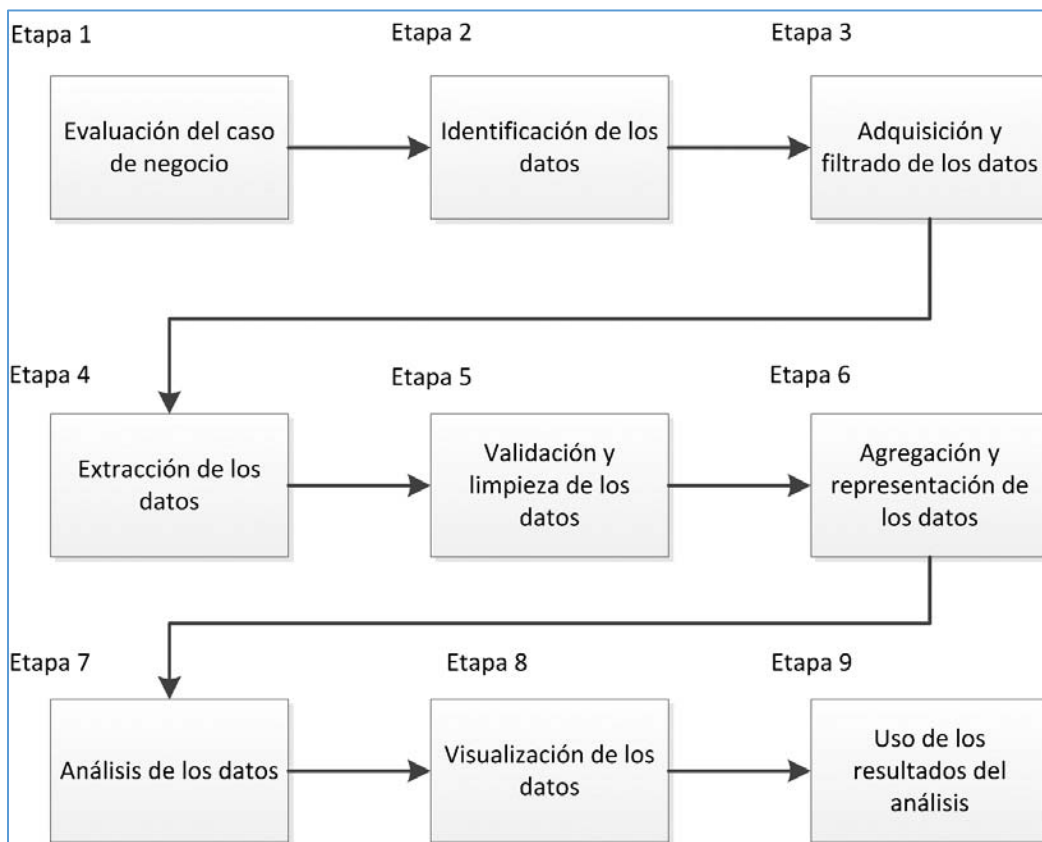 Etapa 1
Evaluación del caso
de negocio
Etapa 2
Identificación de los
datos
Etapa 3
Adquisición y
filtrado de los datos
Etapa 4
Extracción de los
datos
Etapa 5
Validación y
limpieza de los
datos
Etapa 6
Agregación y
representación de
los datos
Etapa 7
Análisis de los datos
Etapa 8
Visualización de los
datos
Etapa 9
Uso de los
resultados del
análisis